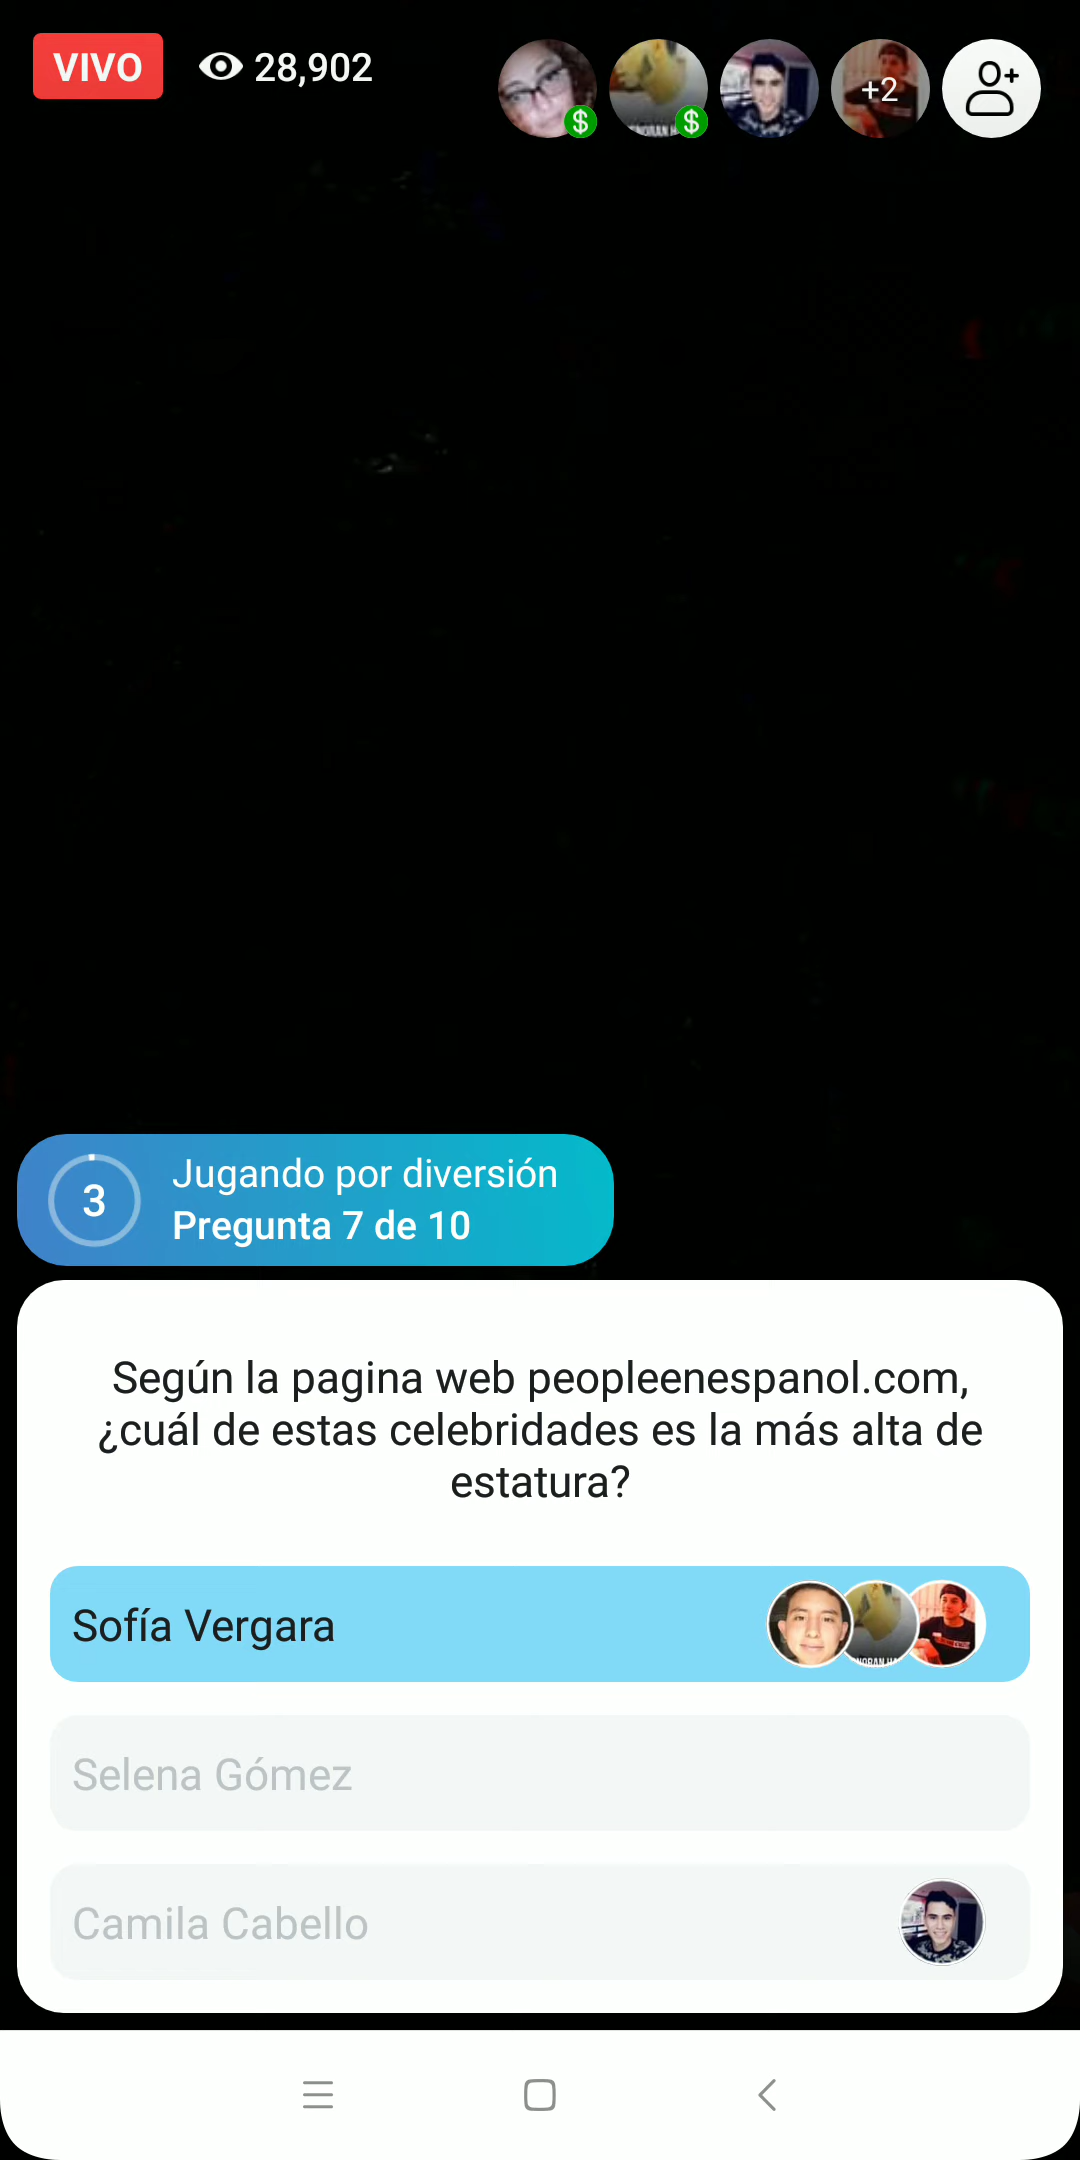 VIVO
28,902
+2
3
Jugando por diversión
Pregunta 7 de 10
Según la pagina web peopleenespanol.com,
¿cuál de estas celebridades es la más alta de
estatura?
Sofía Vergara
Selena Gómez
Camila Cabello